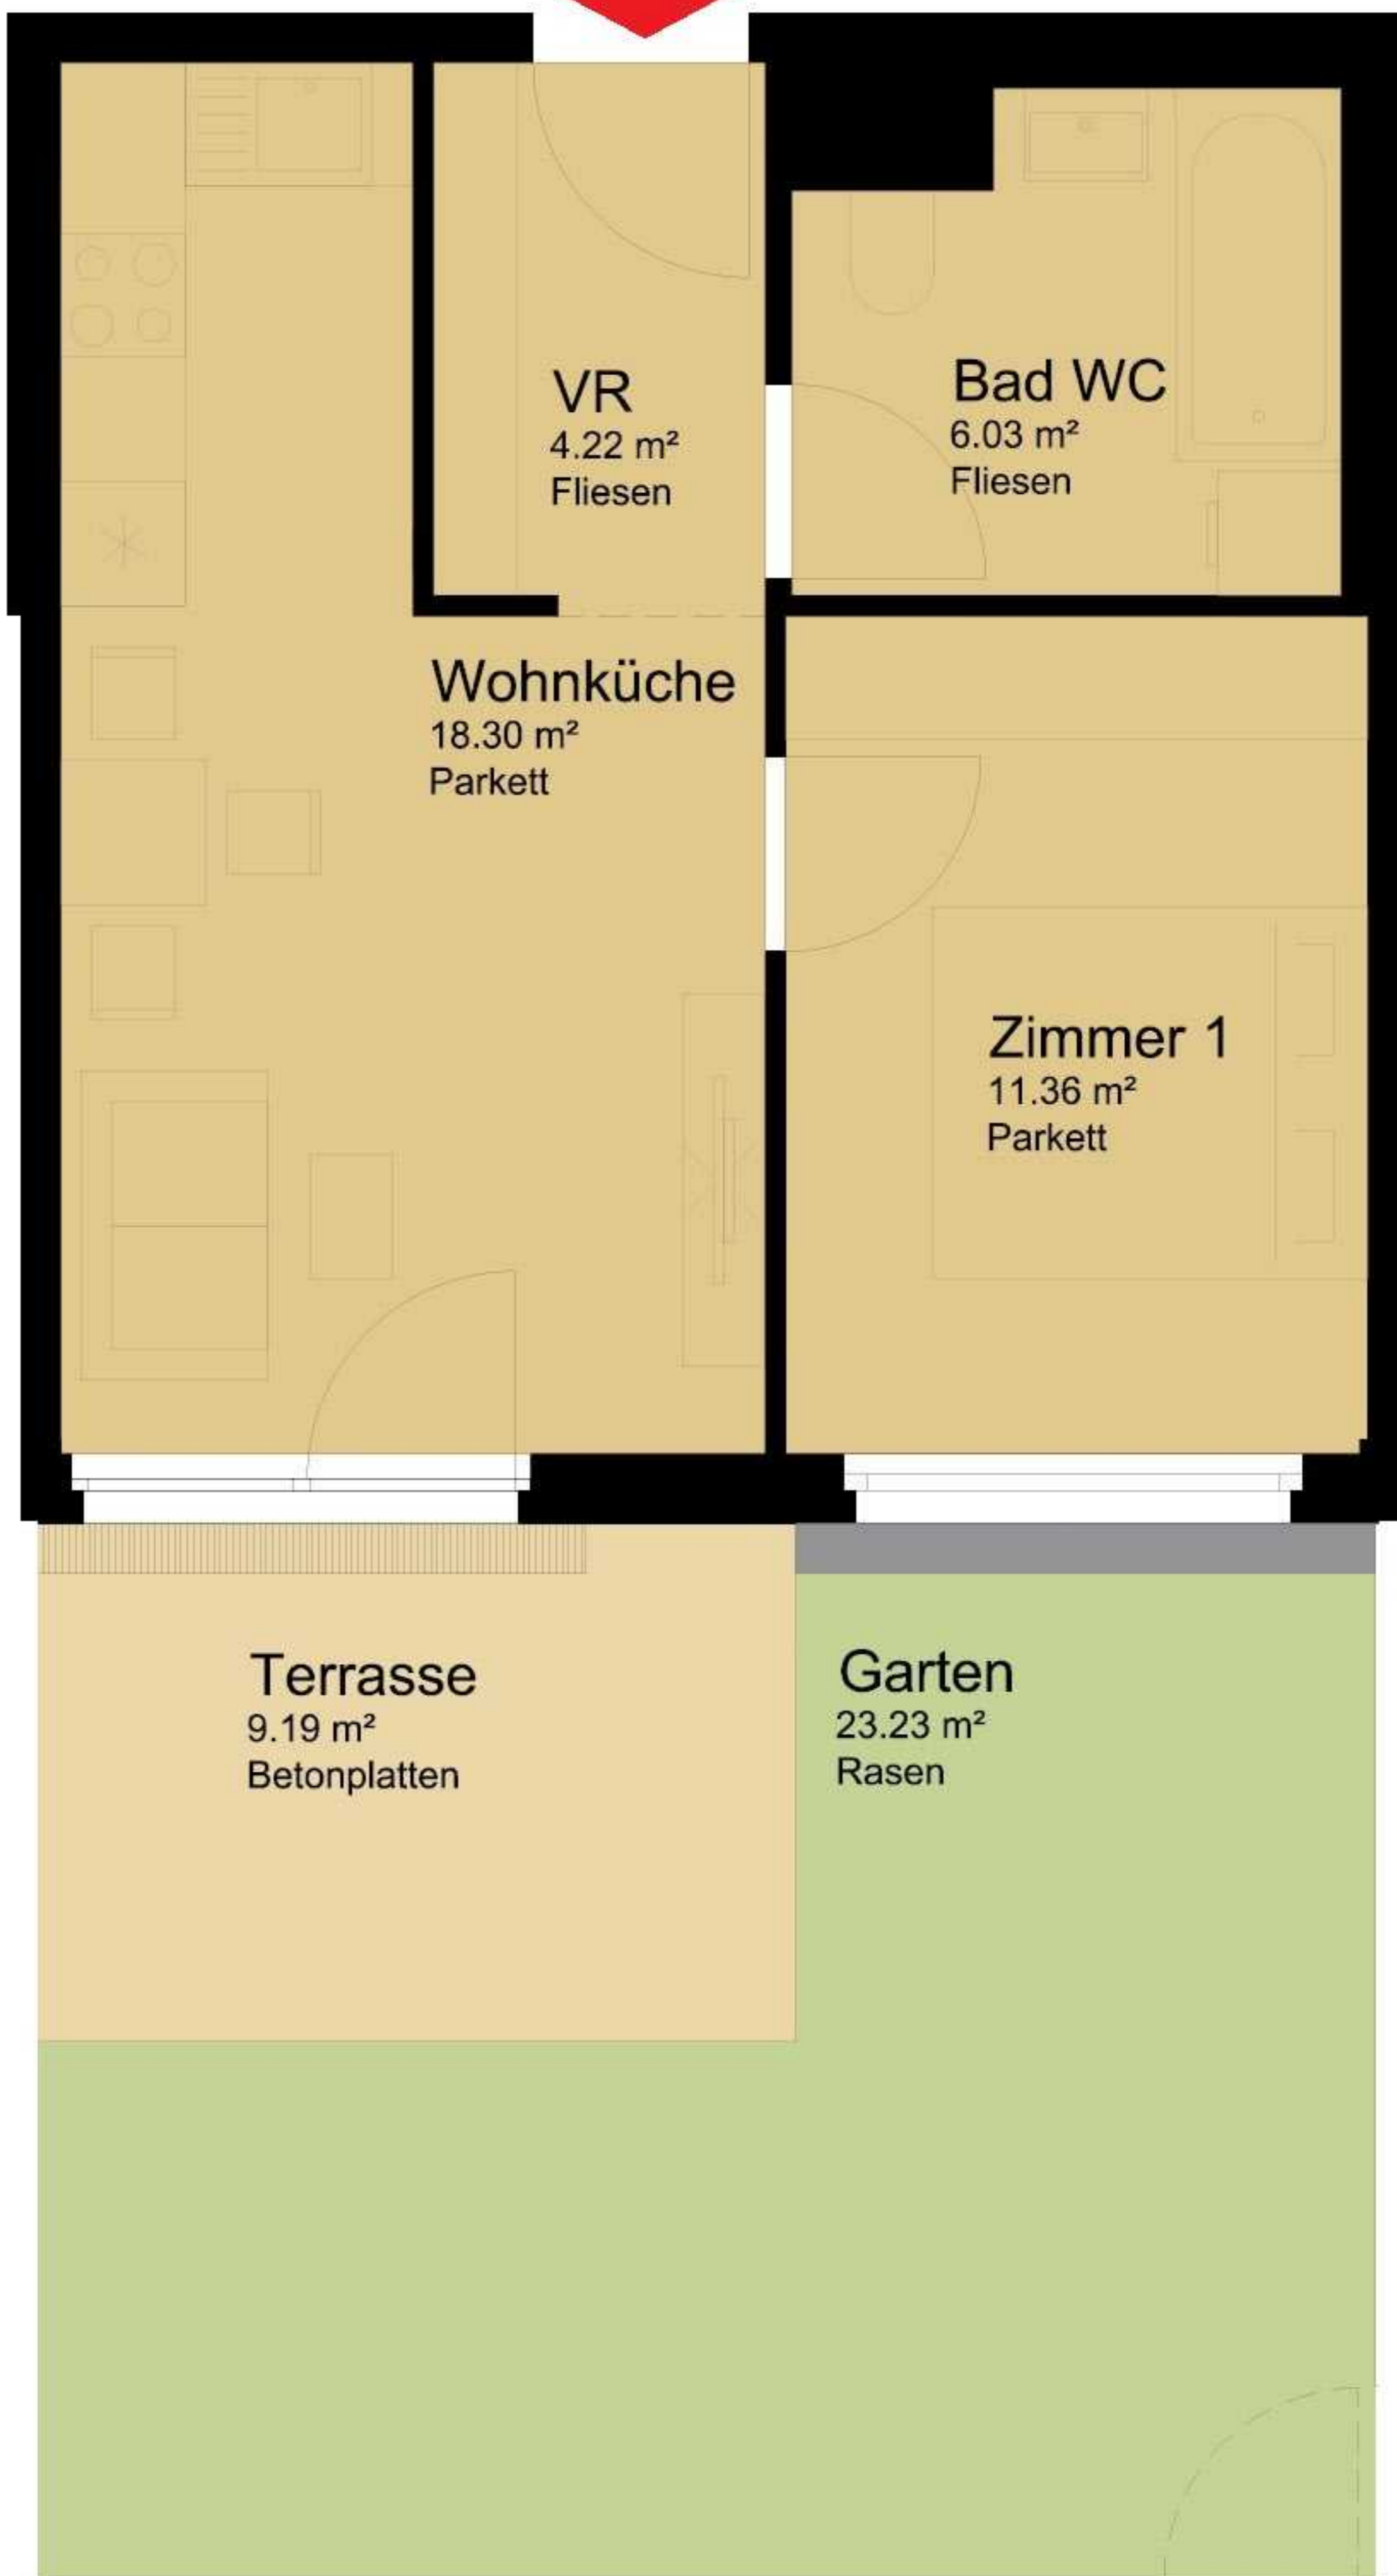 VR
4.22 m²
Fliesen
Bad WC
6.03 m²
Fliesen
Wohnküche
18.30 m²
Parkett
Zimmer 1
11.36 m²
Parkett
Terrasse
9.19 m²
Betonplatten
Garten
23.23 m²
Rasen